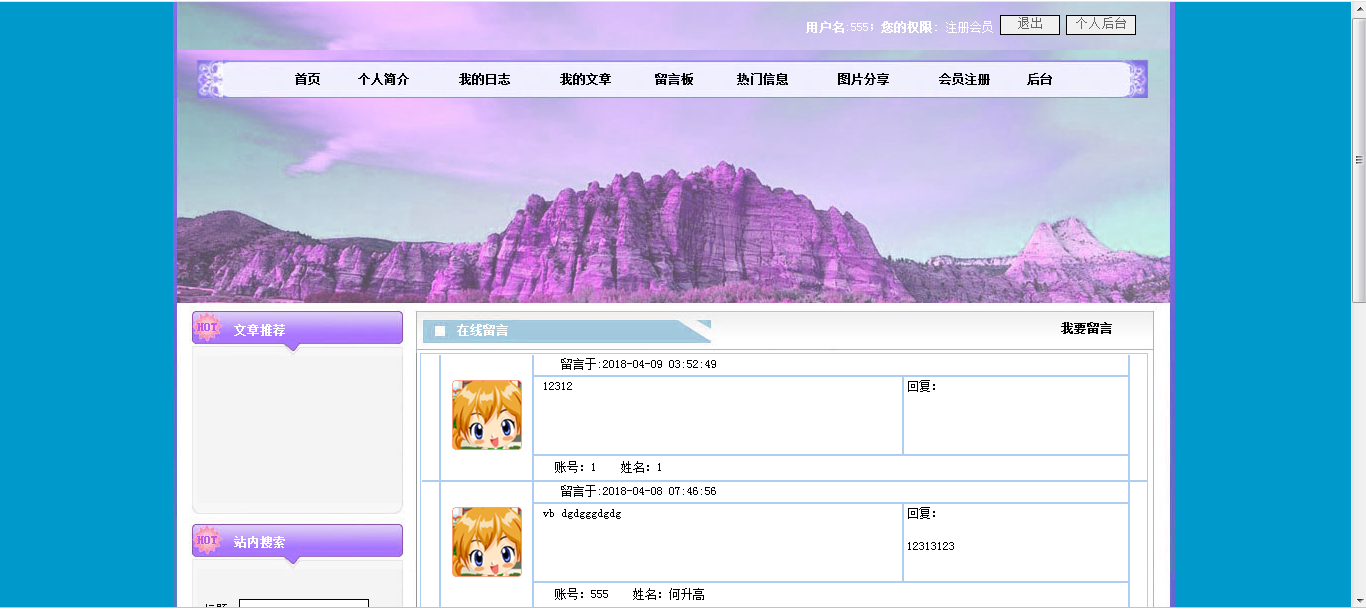 用户名:555; 您的权限: 注册会员 退出 个人后台
首页 个人简介 我的日志 我的文章 留言板 热门信息 图片分享 会员注册 后台
HOT 文章推荐
在线留言 我要留言
留言于:2018-04-09 03:52:49
12312 回复:
账号: 1 姓名: 1
留言于:2018-04-08 07:46:56
vb dgdgggdgdg 回复:
12313123
账号: 555 姓名: 何升高
HOT 站内搜索